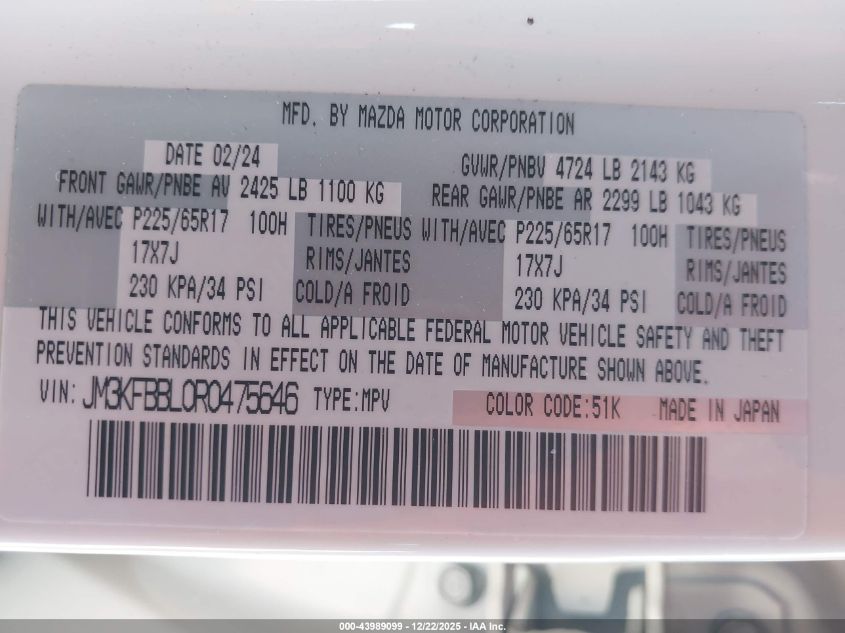 MFD. BY MAZDA MOTOR CORPORATION
DATE 02/24 GVWR/PNBV 4724 LB 2143 KG
FRONT GAWR/PNBE AV 2425 LB 1100 KG REAR GAWR/PNBE AR 2299 LB 1043 KG
WITH/AVEC P225/65R17 100H TIRES/PNEUS WITH/AVEC P225/65R17 100H TIRES/PNEUS
17X7J RIMS/JANTES 17X7J RIMS/JANTES
230 KPA/34 PSI COLD/A FROID 230 KPA/34 PSI COLD/A FROID
THIS VEHICLE CONFORMS TO ALL APPLICABLE FEDERAL MOTOR VEHICLE SAFETY AND THEFT
PREVENTION STANDARDS IN EFFECT ON THE DATE OF MANUFACTURE SHOWN ABOVE.
VIN: JM3KFBBL0R0475646 TYPE:MPV COLOR CODE:51K MADE IN JAPAN
000-43989099 - 12/22/2025 - IAA Inc.